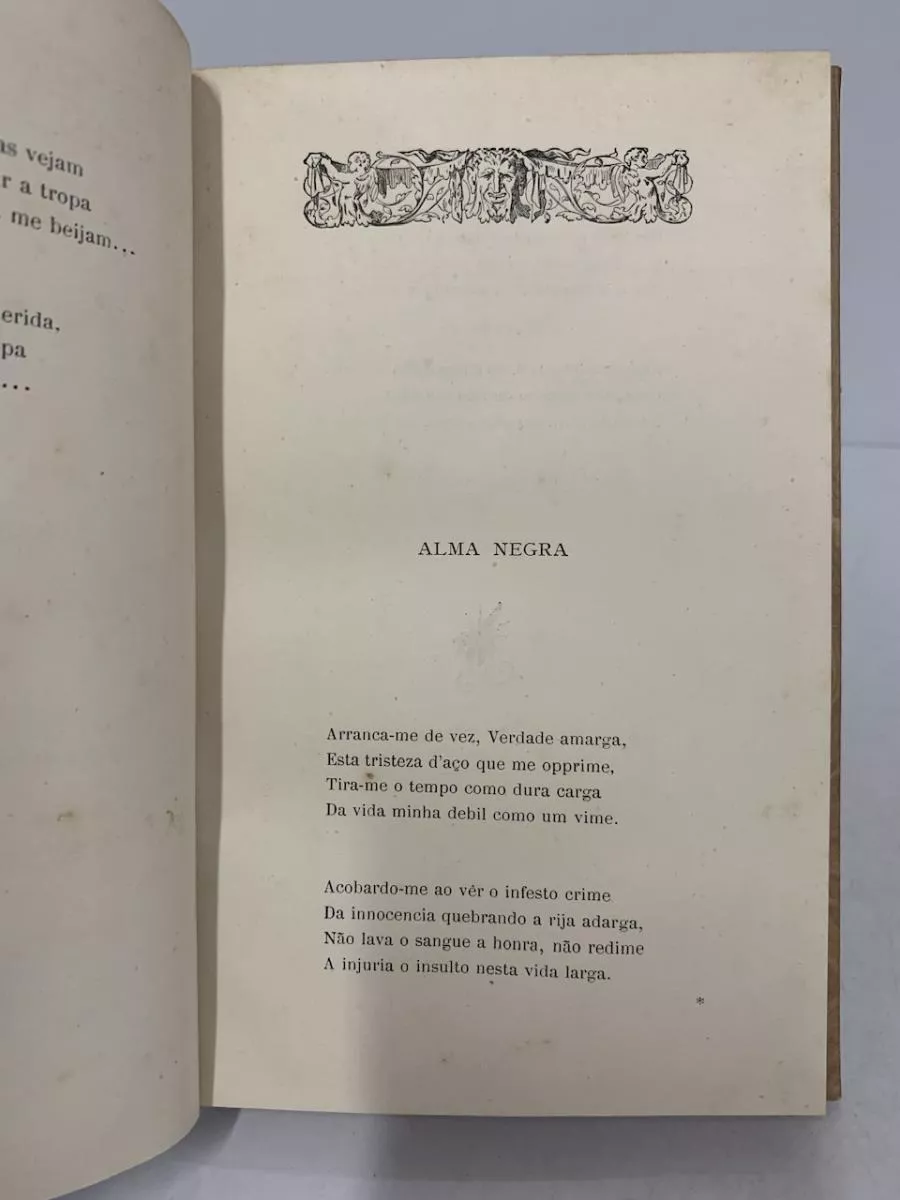 vejam
r a tropa
me beijam...
erida,
pa
...
ALMA NEGRA
Arranca-me de vez, Verdade amarga,
Esta tristeza d'aço que me opprime,
Tira-me o tempo como dura carga
Da vida minha debil como um vime.
Acobardo-me ao vêr o infesto crime
Da innocencia quebrando a rija adarga,
Não lava o sangue a honra, não redime
A injuria o insulto nesta vida larga.
*